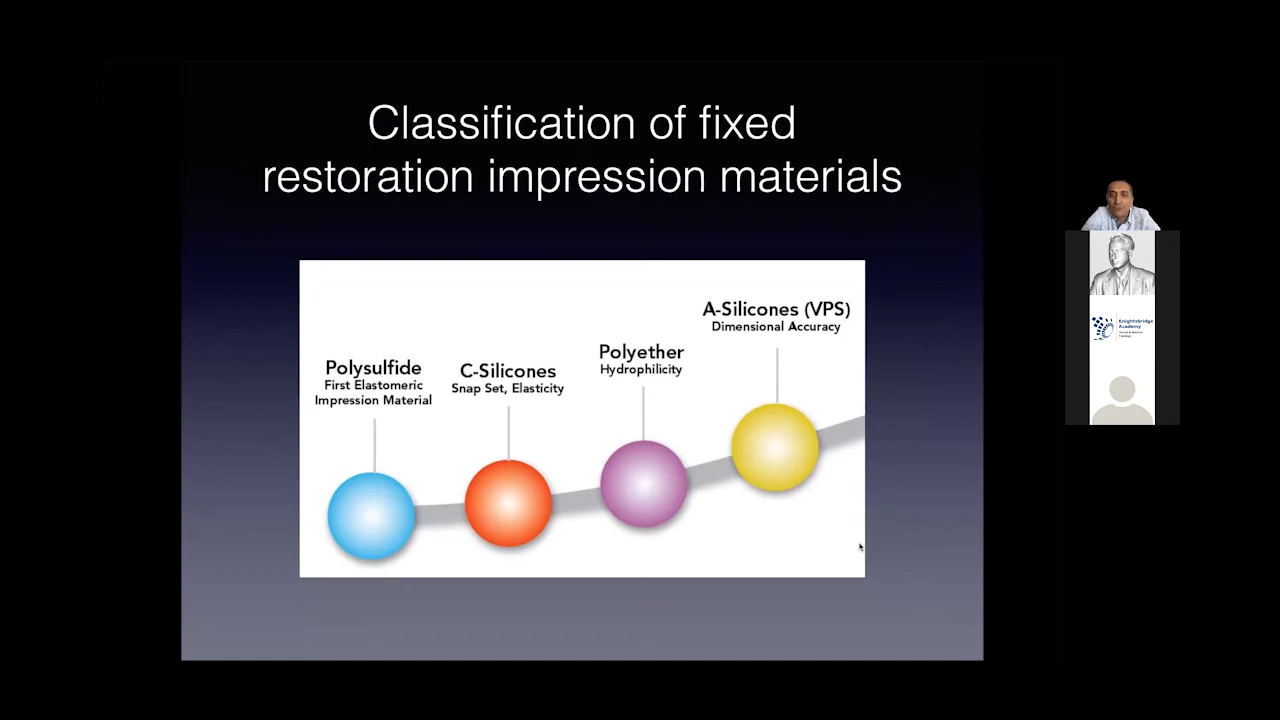 Classification of fixed
restoration impression materials
Polysulfide
First Elastomeric
Impression Material
C-Silicones
Snap Set, Elasticity
Polyether
Hydrophilicity
A-Silicones (VPS)
Dimensional Accuracy
Knightsbridge
Academy